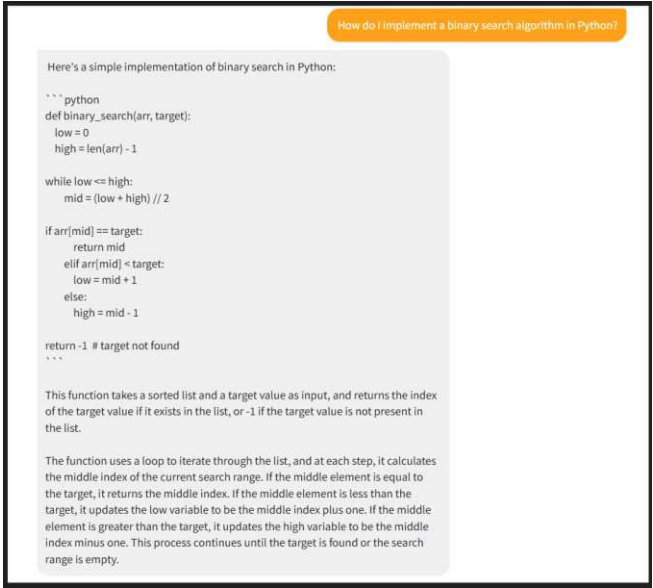 How do I implement a binary search algorithm in Python?
Here's a simple implementation of binary search in Python:
```python
def binary_search(arr, target):
  low = 0
  high = len(arr) - 1
while low <= high:
    mid = (low + high) // 2
if arr[mid] == target:
      return mid
    elif arr[mid] < target:
      low = mid + 1
    else:
      high = mid - 1
return -1  # target not found
```
This function takes a sorted list and a target value as input, and returns the index
of the target value if it exists in the list, or -1 if the target value is not present in
the list.
The function uses a loop to iterate through the list, and at each step, it calculates
the middle index of the current search range. If the middle element is equal to
the target, it returns the middle index. If the middle element is less than the
target, it updates the low variable to be the middle index plus one. If the middle
element is greater than the target, it updates the high variable to be the middle
index minus one. This process continues until the target is found or the search
range is empty.